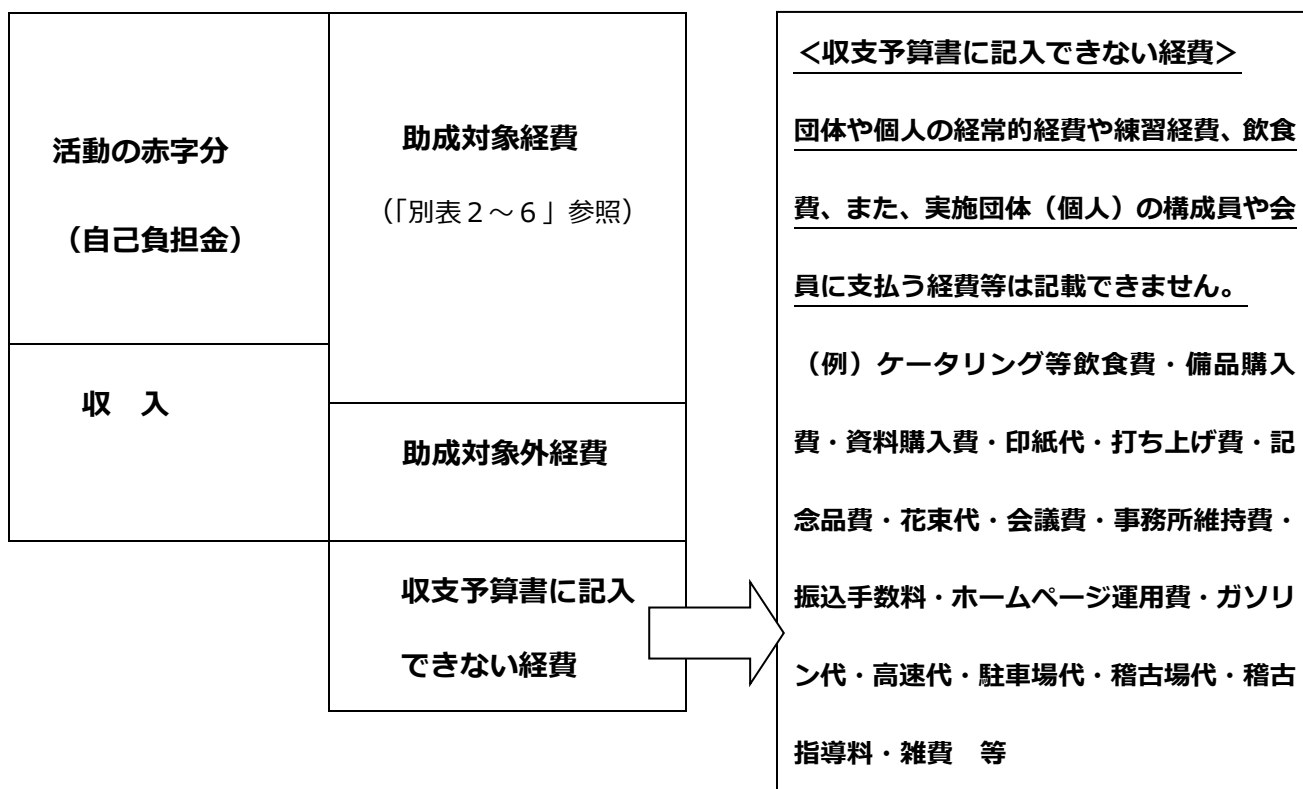 活動の赤字分
（自己負担金）
収　入
助成対象経費
（「別表２～６」参照）
助成対象外経費
収支予算書に記入
できない経費
＜収支予算書に記入できない経費＞
団体や個人の経常的経費や練習経費、飲食
費、また、実施団体（個人）の構成員や会
員に支払う経費等は記載できません。
（例）ケータリング等飲食費・備品購入
費・資料購入費・印紙代・打ち上げ費・記
念品費・花束代・会議費・事務所維持費・
振込手数料・ホームページ運用費・ガソリ
ン代・高速代・駐車場代・稽古場代・稽古
指導料・雑費　等